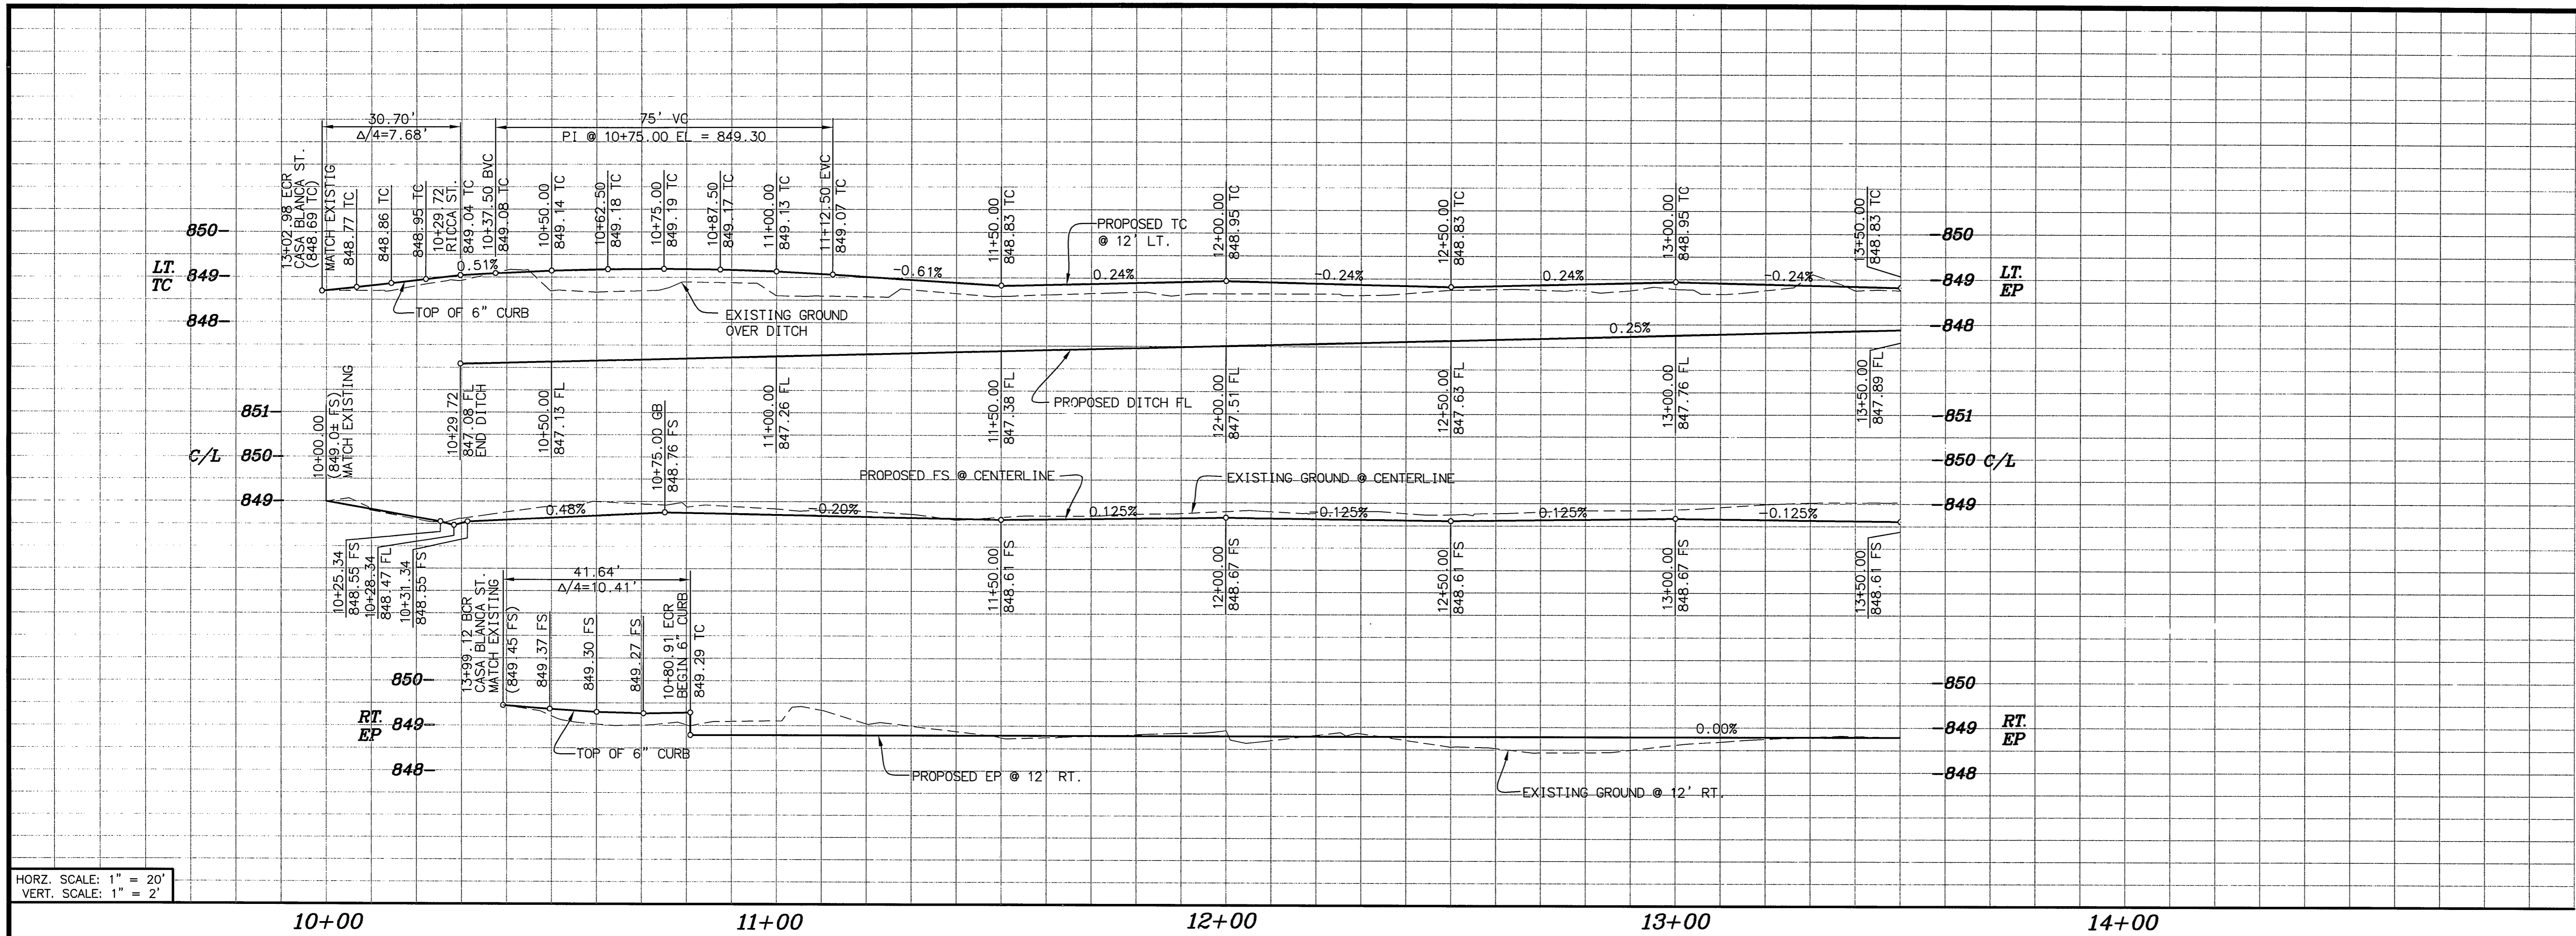 30.70'
Δ/4=7.68'
75' VC
PI @ 10+75.00 EL = 849.30
13+02.98 ECR
CASA BLANCA ST.
(848.69 TC)
MATCH EXISTIG
848.77 TC
848.86 TC
848.95 TC
10+29.72
RICCA ST.
849.04 TC
10+37.50 BVC
849.08 TC
10+50.00
849.14 TC
10+62.50
849.18 TC
10+75.00
849.19 TC
10+87.50
849.17 TC
11+00.00
849.13 TC
11+12.50 EVC
849.07 TC
11+50.00
848.83 TC
12+00.00
848.95 TC
12+50.00
848.83 TC
13+00.00
848.95 TC
13+50.00
848.83 TC
PROPOSED TC
@ 12' LT.
850-
-850
LT.
TC
849-
0.51%
-0.61%
0.24%
-0.24%
0.24%
-0.24%
-849
LT.
EP
848-
TOP OF 6" CURB
EXISTING GROUND
OVER DITCH
0.25%
-848
PROPOSED DITCH FL
10+00.00
(849.0± FS)
MATCH EXISTING
10+29.72
847.08 FL
END DITCH
10+50.00
847.13 FL
10+75.00 GB
848.76 FS
11+00.00
847.26 FL
11+50.00
847.38 FL
12+00.00
847.51 FL
12+50.00
847.63 FL
13+00.00
847.76 FL
13+50.00
847.89 FL
851-
-851
C/L 850-
-850 C/L
PROPOSED FS @ CENTERLINE
EXISTING GROUND @ CENTERLINE
849-
-849
0.48%
-0.20%
0.125%
-0.125%
0.125%
-0.125%
10+25.34
848.55 FS
10+28.34
848.47 FL
10+31.34
848.55 FS
11+50.00
848.61 FS
12+00.00
848.67 FS
12+50.00
848.61 FS
13+00.00
848.67 FS
13+50.00
848.61 FS
41.64'
Δ/4=10.41'
13+99.12 BCR
CASA BLANCA ST.
MATCH EXISTING
(849.45 FS)
849.37 FS
849.30 FS
849.27 FS
10+80.91 ECR
BEGIN 6" CURB
849.29 TC
850-
-850
RT.
EP
849-
0.00%
-849
RT.
EP
848-
-848
TOP OF 6" CURB
PROPOSED EP @ 12' RT.
EXISTING GROUND @ 12' RT.
HORZ. SCALE: 1" = 20'
VERT. SCALE: 1" = 2'
10+00
11+00
12+00
13+00
14+00